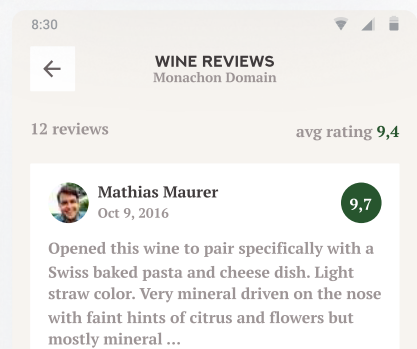 8:30
WINE REVIEWS
Monachon Domain
12 reviews
avg rating 9,4
Mathias Maurer
Oct 9, 2016
9,7
Opened this wine to pair specifically with a
Swiss baked pasta and cheese dish. Light
straw color. Very mineral driven on the nose
with faint hints of citrus and flowers but
mostly mineral ...